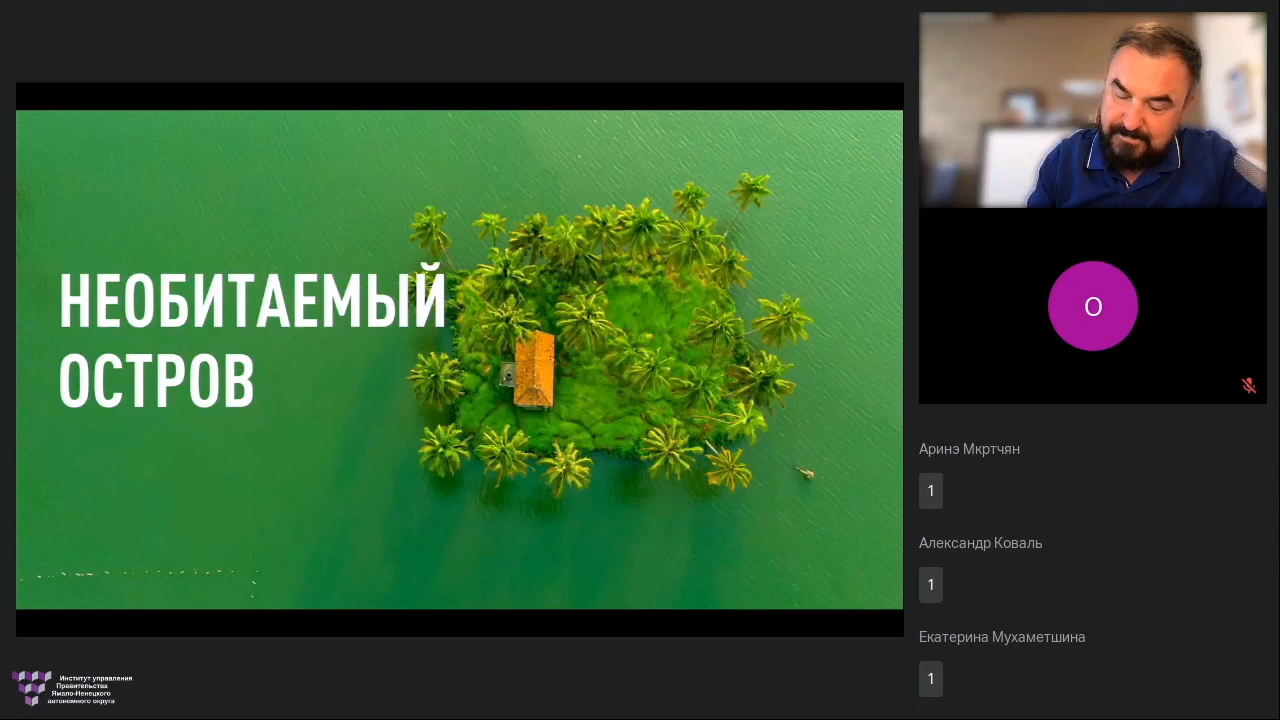 НЕОБИТАЕМЫЙ
ОСТРОВ
О
Аринэ Мкртчян
1
Александр Коваль
1
Екатерина Мухаметшина
1
Институт управления
Правительства
Ямало-Ненецкого
автономного округа